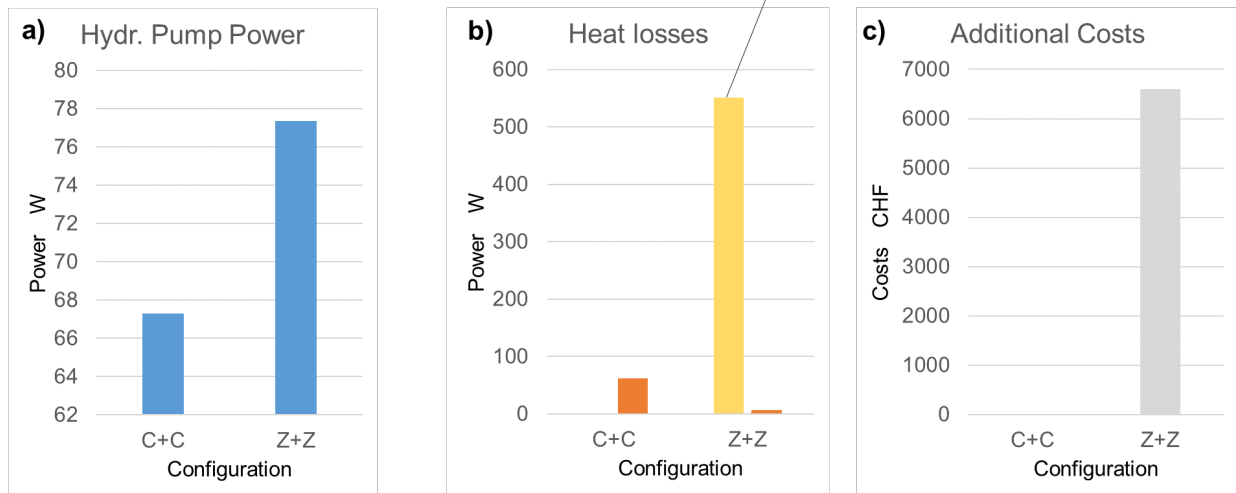 a) Hydr. Pump Power
80
78
76
74
72
70
68
66
64
62
Power W
C+C Z+Z
Configuration
b) Heat losses
600
500
400
300
200
100
0
Power W
C+C Z+Z
Configuration
c) Additional Costs
7000
6000
5000
4000
3000
2000
1000
0
Costs CHF
C+C Z+Z
Configuration